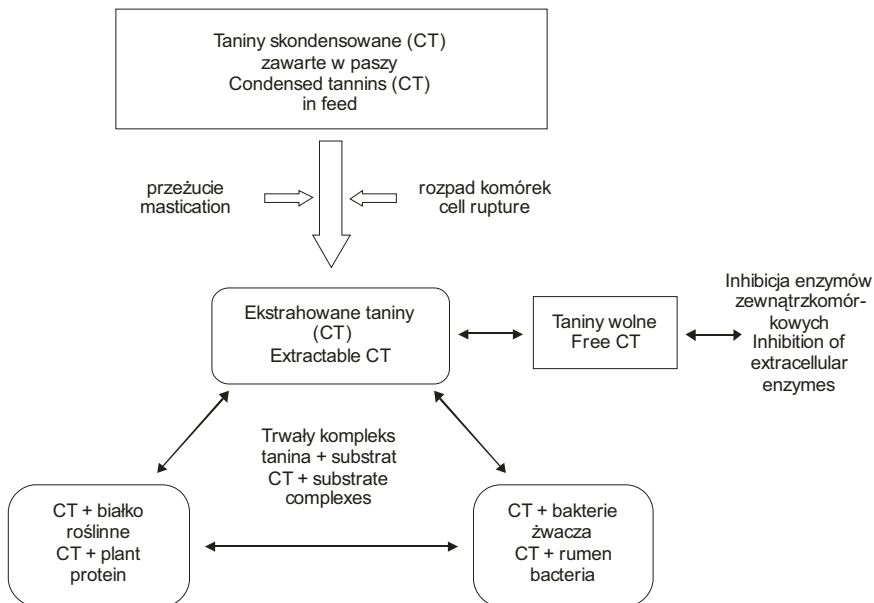 Taniny skondensowane (CT)
zawarte w paszy
Condensed tannins (CT)
in feed
przeżucie
mastication
rozpad komórek
cell rupture
Ekstrahowane taniny
(CT)
Extractable CT
Taniny wolne
Free CT
Inhibicja enzymów
zewnątrzkomór-
kowych
Inhibition of
extracellular
enzymes
Trwały kompleks
tanina + substrat
CT + substrate
complexes
CT + białko
roślinne
CT + plant
protein
CT + bakterie
żwacza
CT + rumen
bacteria